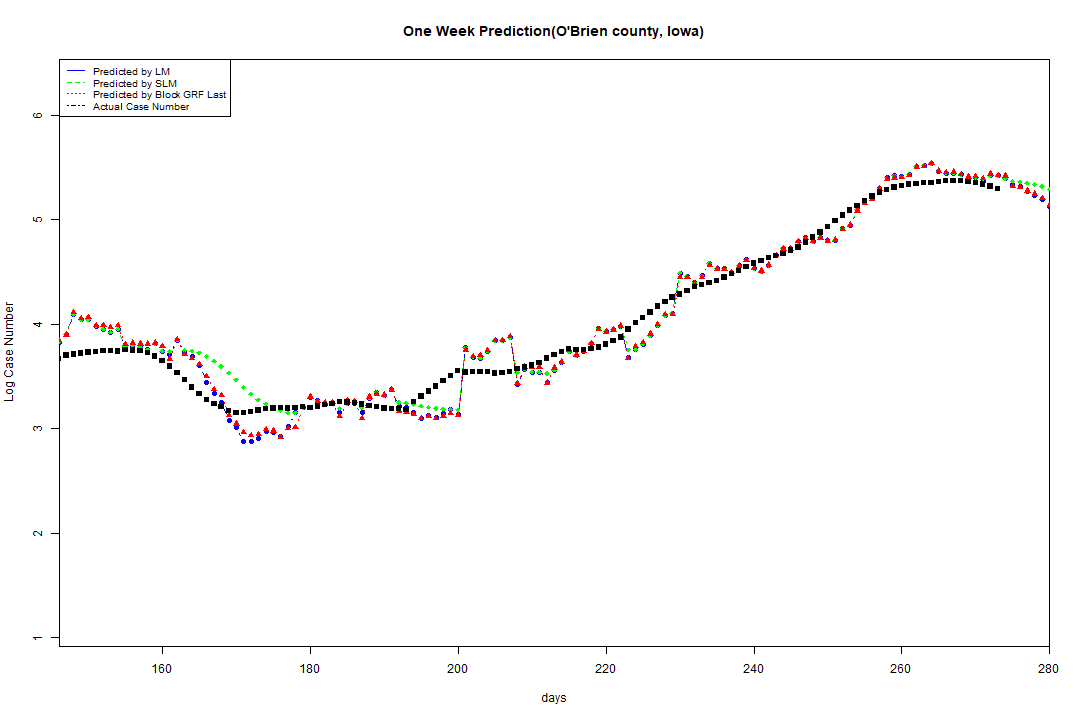 One Week Prediction(O'Brien county, Iowa)
Predicted by LM
Predicted by SLM
Predicted by Block GRF Last
Actual Case Number
6
5
4
3
2
1
Log Case Number
160 180 200 220 240 260 280
days